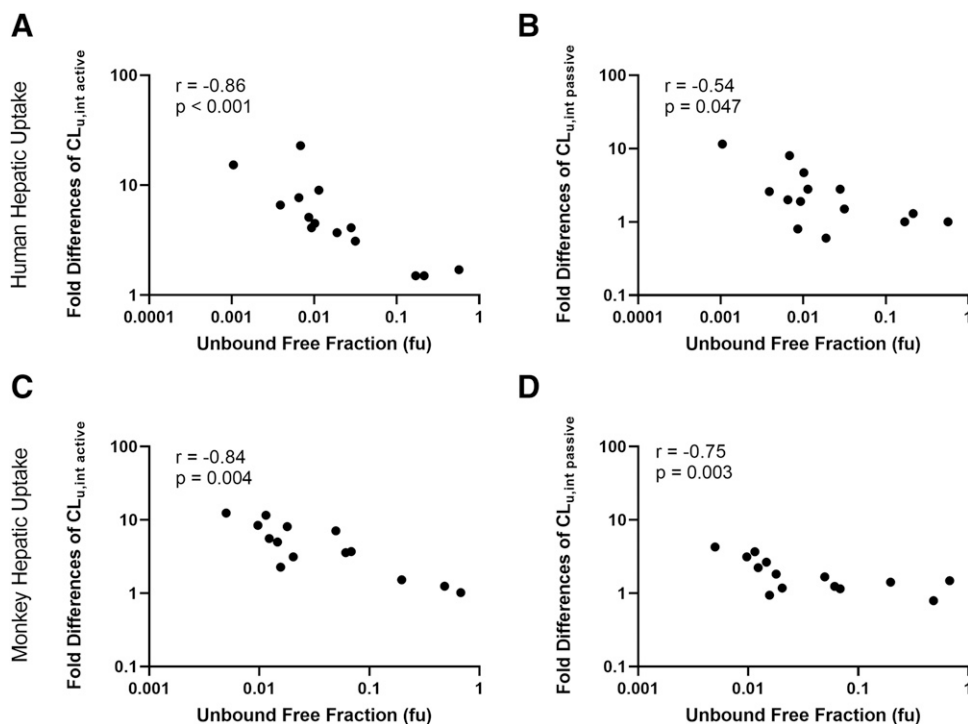 A
Human Hepatic Uptake
Fold Differences of CLu,int active
100
10
1
r = -0.86
p < 0.001
0.0001 0.001 0.01 0.1 1
Unbound Free Fraction (fu)
B
Fold Differences of CLu,int passive
100
10
1
0.1
r = -0.54
p = 0.047
0.0001 0.001 0.01 0.1 1
Unbound Free Fraction (fu)
C
Monkey Hepatic Uptake
Fold Differences of CLu,int active
100
10
1
0.1
r = -0.84
p = 0.004
0.001 0.01 0.1 1
Unbound Free Fraction (fu)
D
Fold Differences of CLu,int passive
100
10
1
0.1
r = -0.75
p = 0.003
0.001 0.01 0.1 1
Unbound Free Fraction (fu)